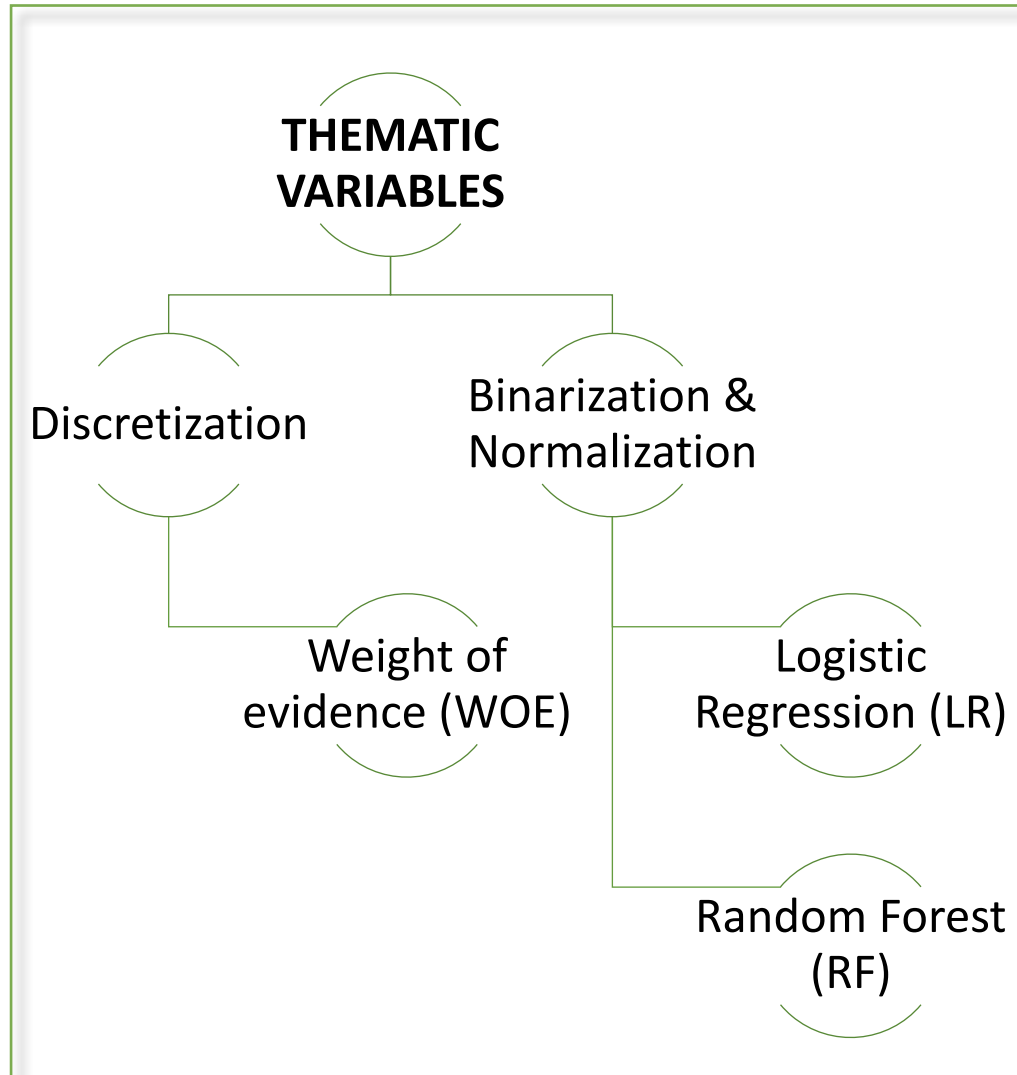 THEMATIC
VARIABLES
Discretization
Binarization &
Normalization
Weight of
evidence (WOE)
Logistic
Regression (LR)
Random Forest
(RF)